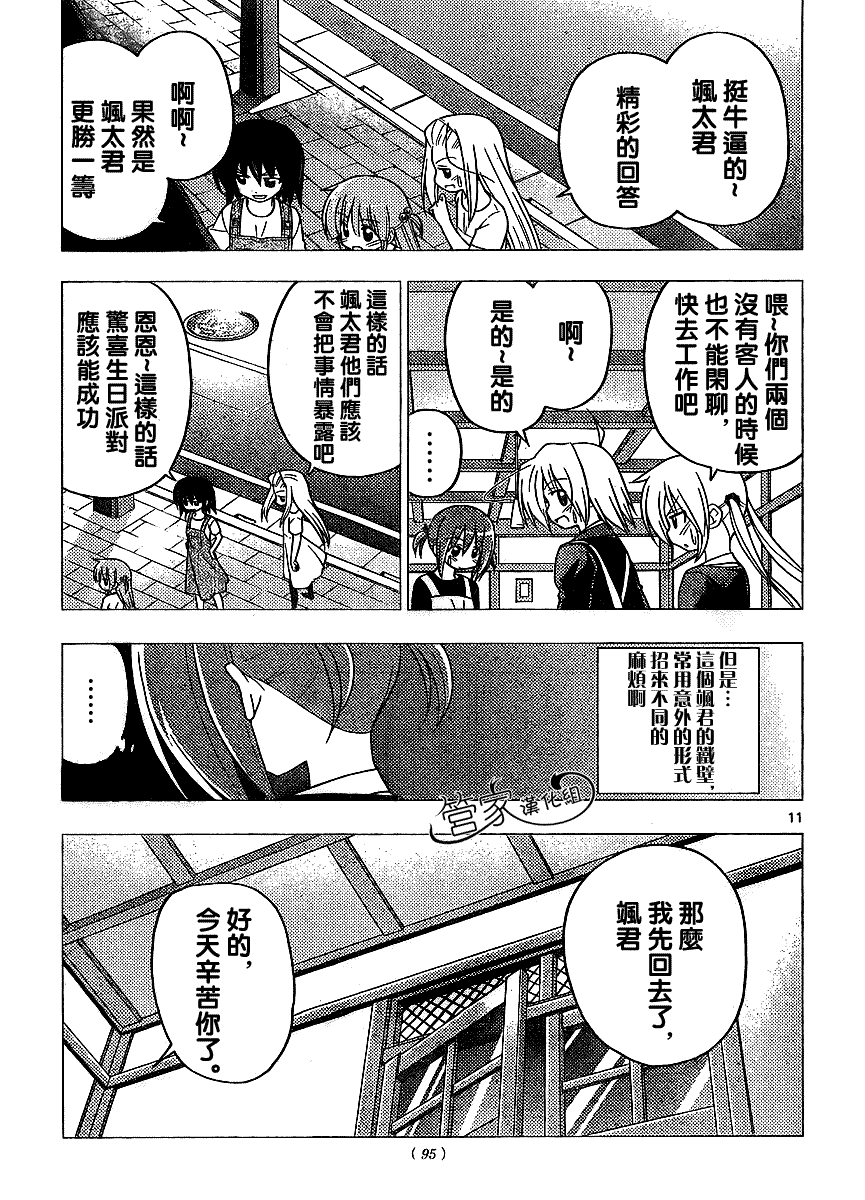 挺牛逼的~
颯太君
精彩的回答
啊啊~
果然是
颯太君
更勝一籌
喂~你們兩個
沒有客人的時候
也不能閑聊,
快去工作吧
啊~
是的~是的
……
這樣的話
颯太君他們應該
不會把事情暴露吧
恩恩~這樣的話
驚喜生日派對
應該能成功
但是…
這個颯君的鐵壁,
常用意外的形式
招來不同的
麻煩啊
……
管家漢化組
11
那麼
我先回去了,
颯君
好的,
今天辛苦你了。
(95)